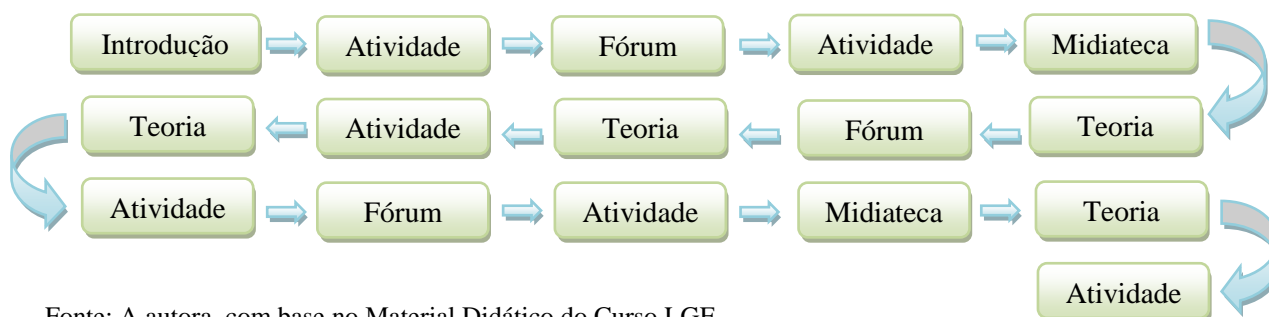 Introdução Atividade Fórum Atividade Midiateca
Teoria Atividade Teoria Fórum Teoria
Atividade Fórum Atividade Midiateca Teoria
Atividade
Fonte: A autora, com base no Material Didático do Curso LGE